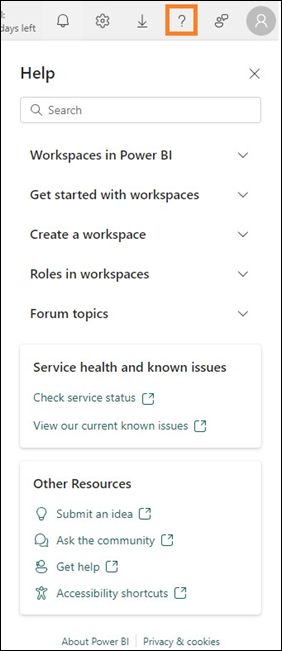 days left
?
Help
Search
Workspaces in Power BI
Get started with workspaces
Create a workspace
Roles in workspaces
Forum topics
Service health and known issues
Check service status
View our current known issues
Other Resources
Submit an idea
Ask the community
Get help
Accessibility shortcuts
About Power BI | Privacy & cookies